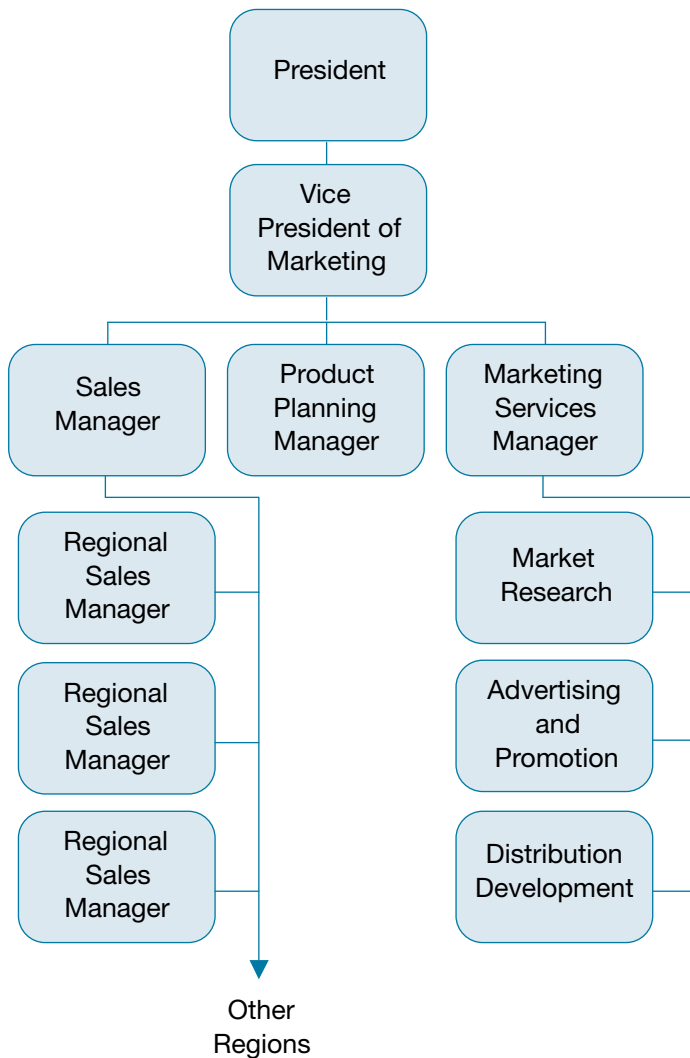 President
Vice
President of
Marketing
Sales
Manager
Product
Planning
Manager
Marketing
Services
Manager
Regional
Sales
Manager
Regional
Sales
Manager
Regional
Sales
Manager
Other
Regions
Market
Research
Advertising
and
Promotion
Distribution
Development